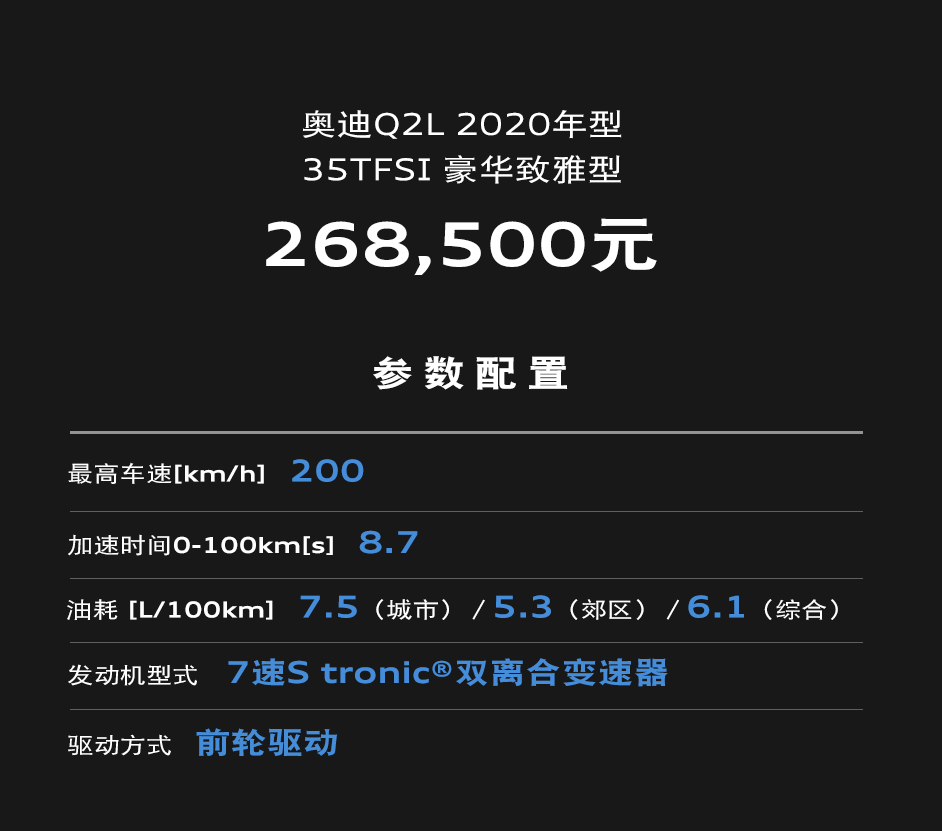 奥迪Q2L 2020年型
35TFSI 豪华致雅型
268,500元
参数配置
最高车速[km/h] 200
加速时间0-100km[s] 8.7
油耗 [L/100km] 7.5（城市）/ 5.3（郊区）/ 6.1（综合）
发动机型式 7速S tronic®双离合变速器
驱动方式 前轮驱动